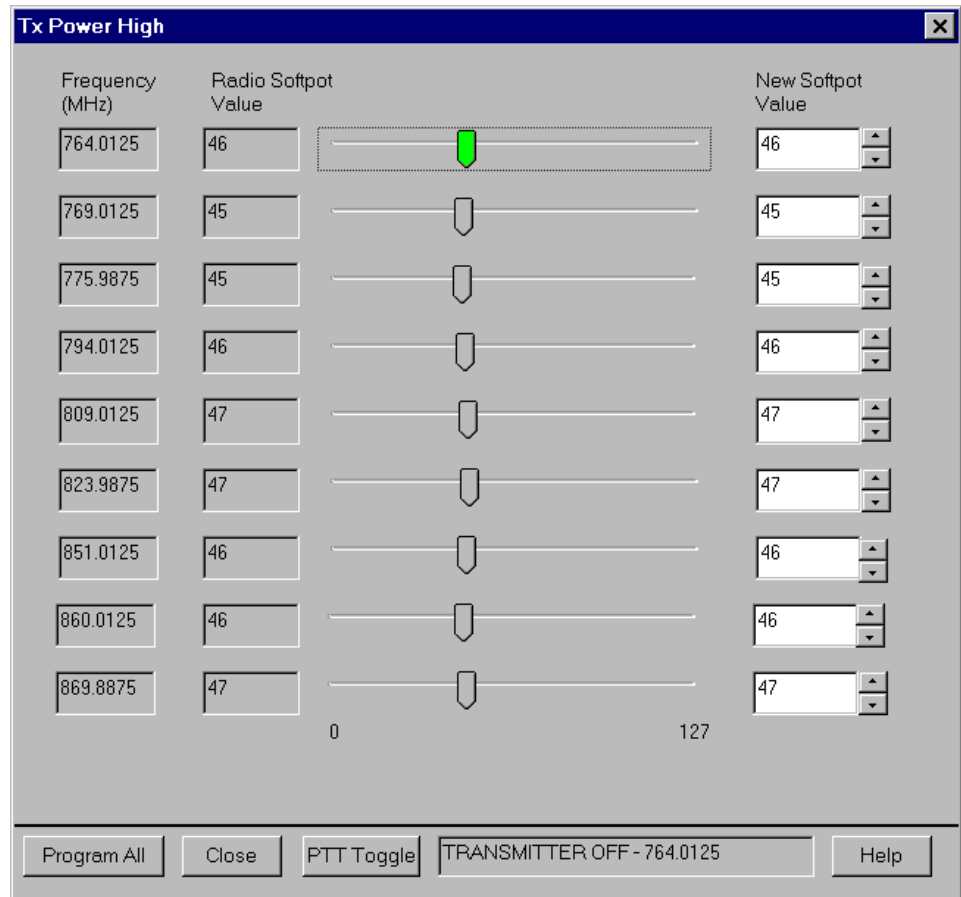 Tx Power High
Frequency (MHz) Radio Softpot Value New Softpot Value
764.0125 46 46
769.0125 45 45
775.9875 45 45
794.0125 46 46
809.0125 47 47
823.9875 47 47
851.0125 46 46
860.0125 46 46
869.8875 47 47
0 127
Program All Close PTT Toggle TRANSMITTER OFF - 764.0125 Help